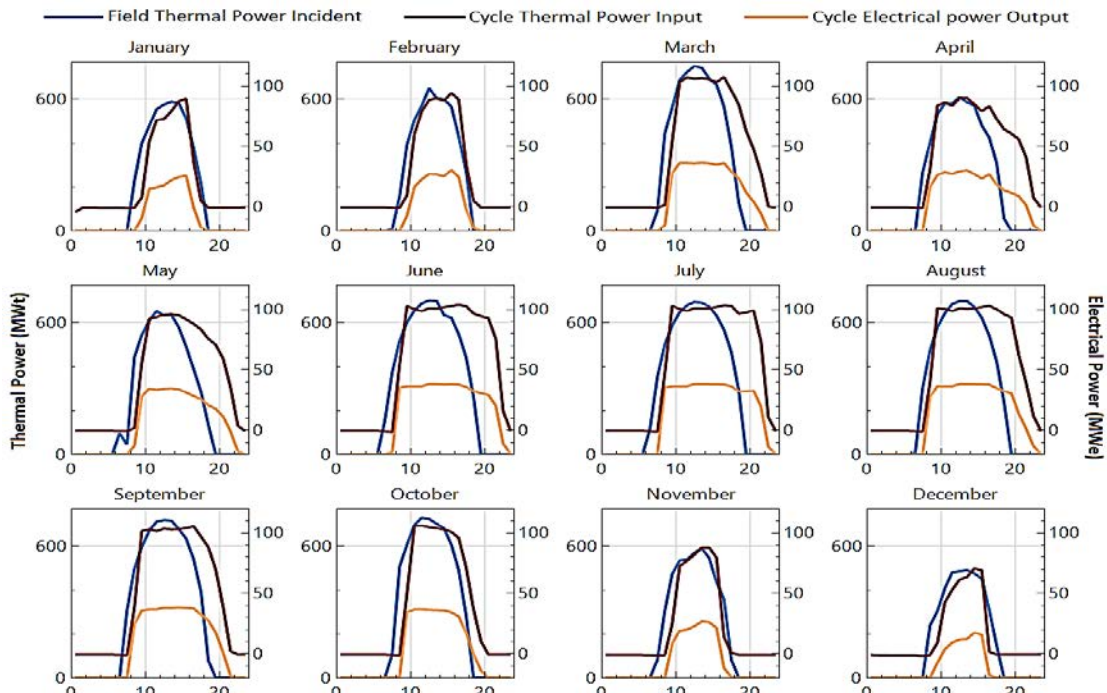 Field Thermal Power Incident Cycle Thermal Power Input Cycle Electrical power Output
January February March April
600 0 0 10 20 100 50 0
600 0 0 10 20 100 50 0
600 0 0 10 20 100 50 0
600 0 0 10 20 100 50 0
Thermal Power (MWt)
May June July August
600 0 0 10 20 100 50 0
600 0 0 10 20 100 50 0
600 0 0 10 20 100 50 0
600 0 0 10 20 100 50 0
Electrical Power (MWe)
September October November December
600 0 0 10 20 100 50 0
600 0 0 10 20 100 50 0
600 0 0 10 20 100 50 0
600 0 0 10 20 100 50 0